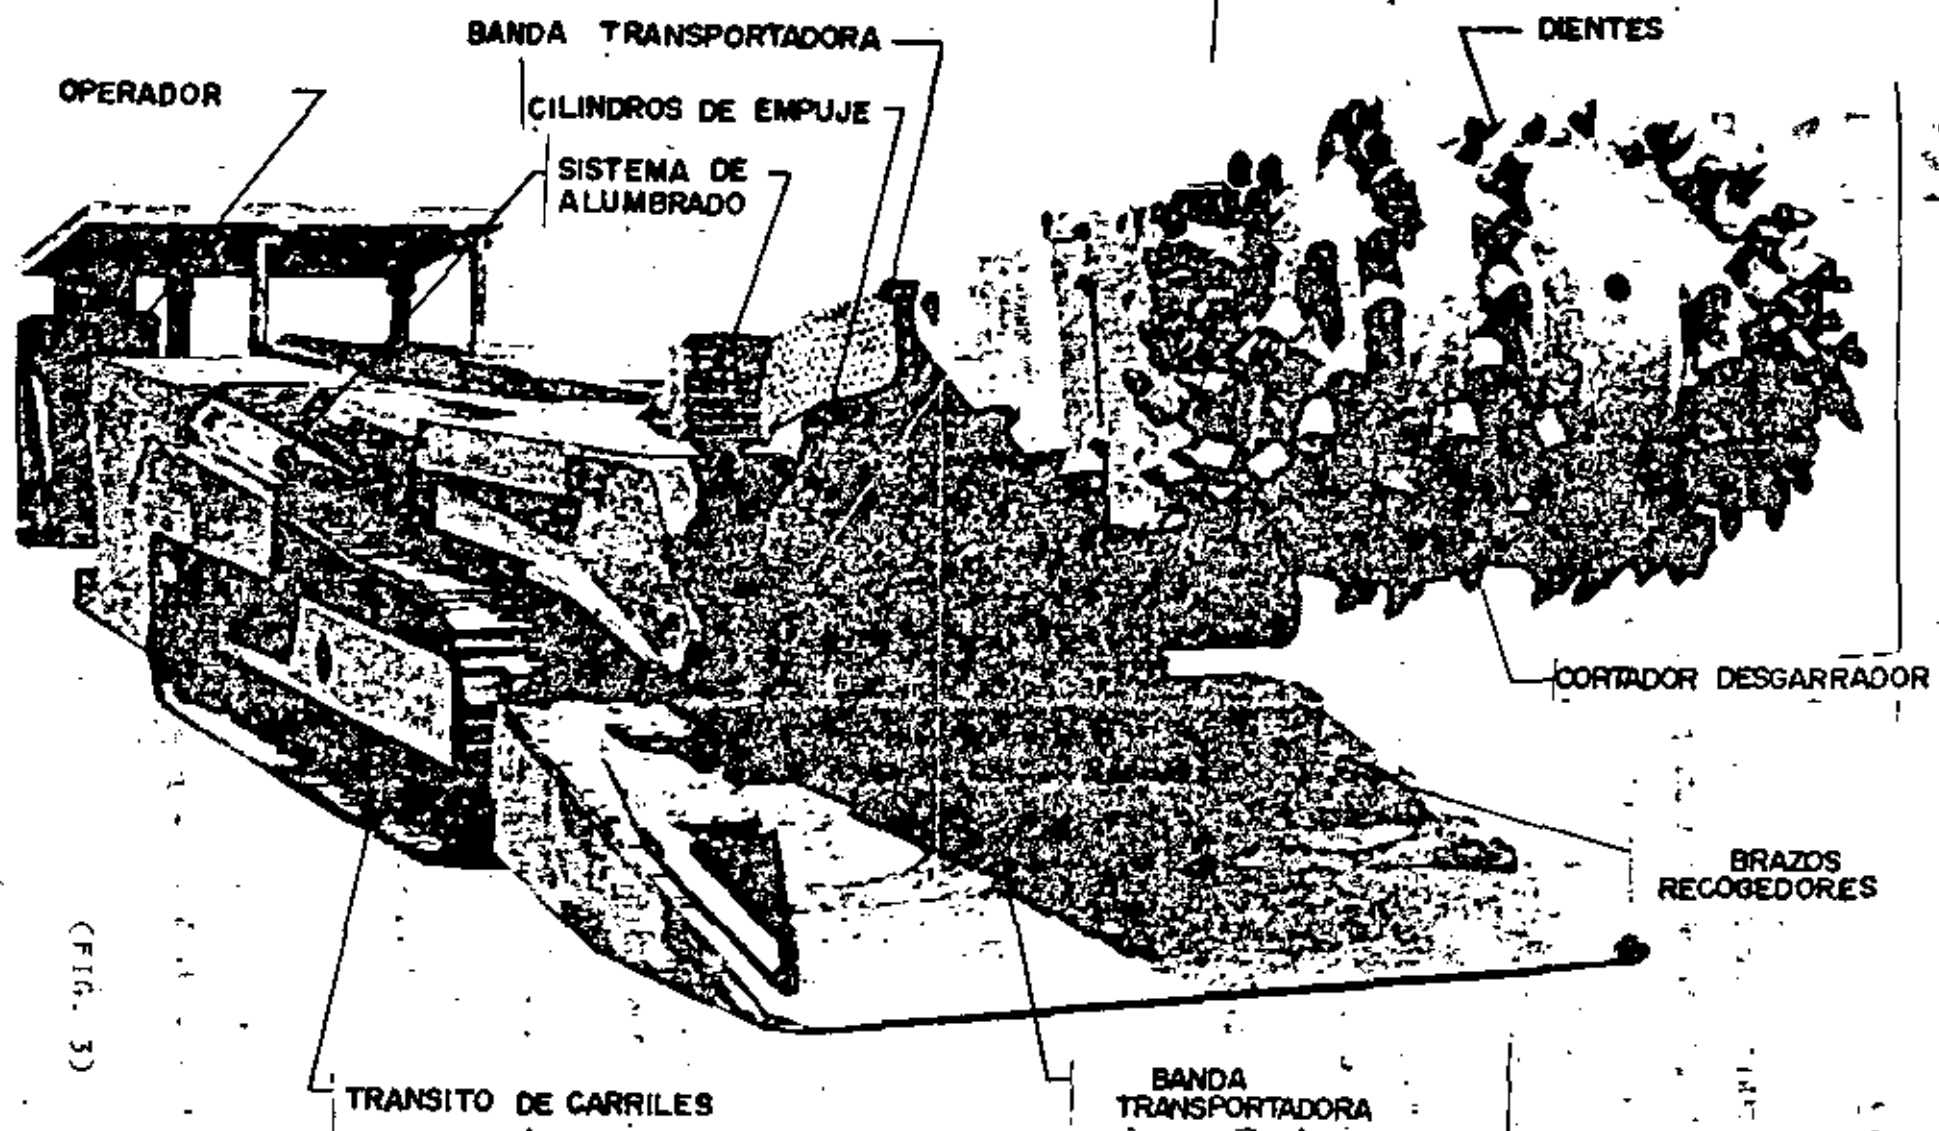 BANDA TRANSPORTADORA
DIENTES
OPERADOR
CILINDROS DE EMPUJE
SISTEMA DE
ALUMBRADO
CORTADOR DESGARRADOR
BRAZOS
RECOGEDORES
(FIG. 3)
TRANSITO DE CARRILES
BANDA
TRANSPORTADORA